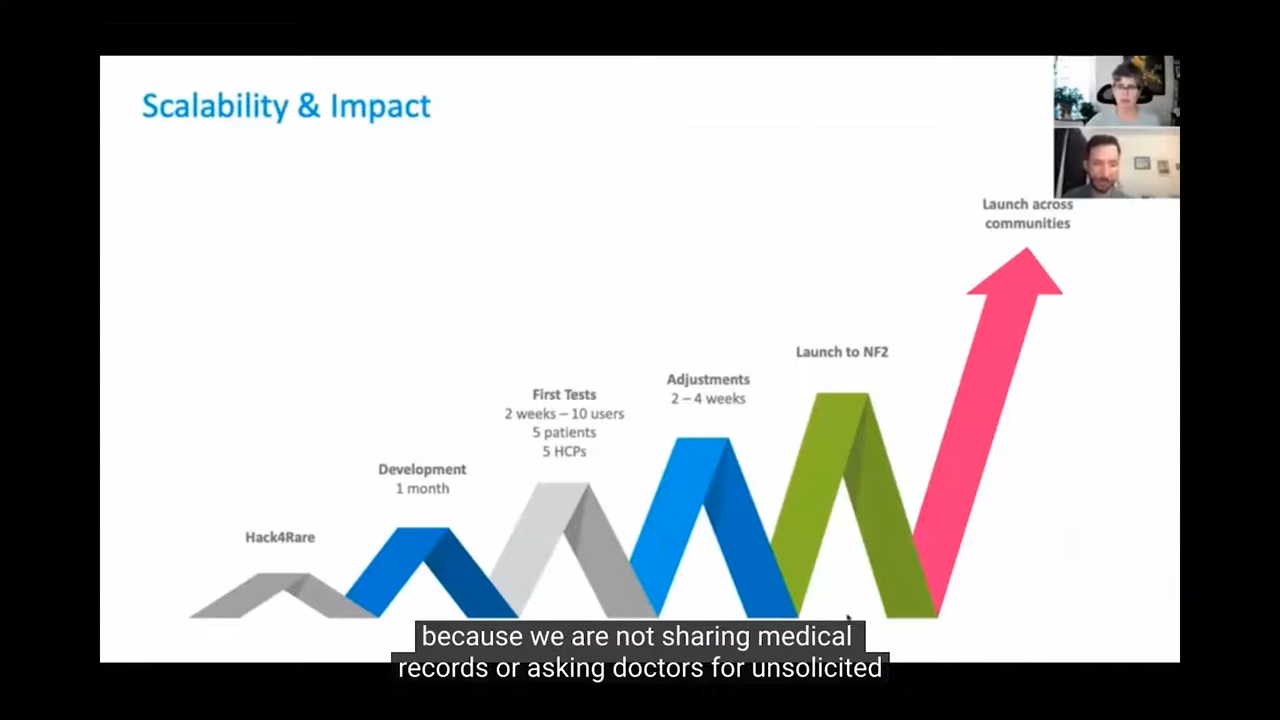 Scalability & Impact
Launch across
communities
Launch to NF2
Adjustments
2 – 4 weeks
First Tests
2 weeks – 10 users
5 patients
5 HCPs
Development
1 month
Hack4Rare
because we are not sharing medical
records or asking doctors for unsolicited